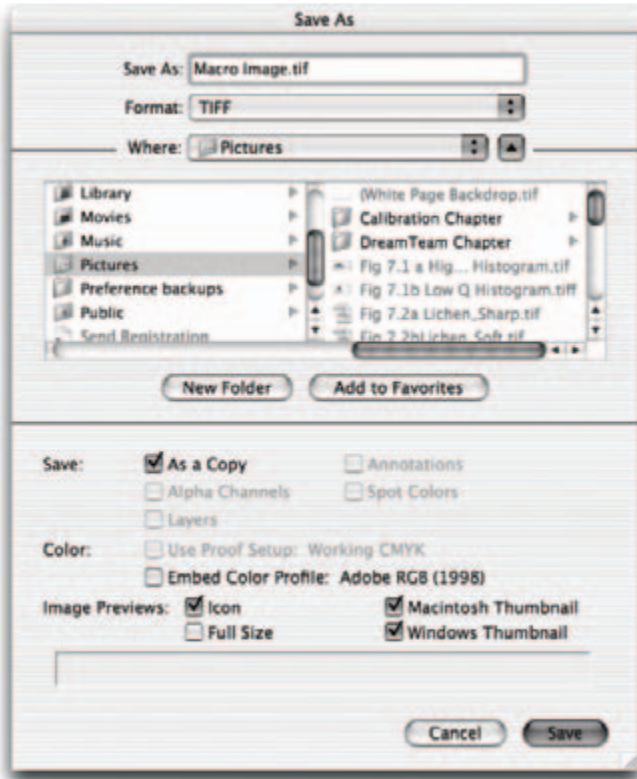 Save As
Save As: Macro Image.tif
Format: TIFF
Where: Pictures
Library
Movies
Music
Pictures
Preference backups
Public
Send Registration
(White Page Backdrop.tif
Calibration Chapter
DreamTeam Chapter
Fig 7.1 a Hig... Histogram.tif
Fig 7.1b Low Q Histogram.tiff
Fig 7.2a Lichen_Sharp.tif
Fig 7.2bLichen_Soft.tif
New Folder Add to Favorites
Save: As a Copy Annotations
Alpha Channels Spot Colors
Layers
Color: Use Proof Setup: Working CMYK
Embed Color Profile: Adobe RGB (1998)
Image Previews: Icon Macintosh Thumbnail
Full Size Windows Thumbnail
Cancel Save